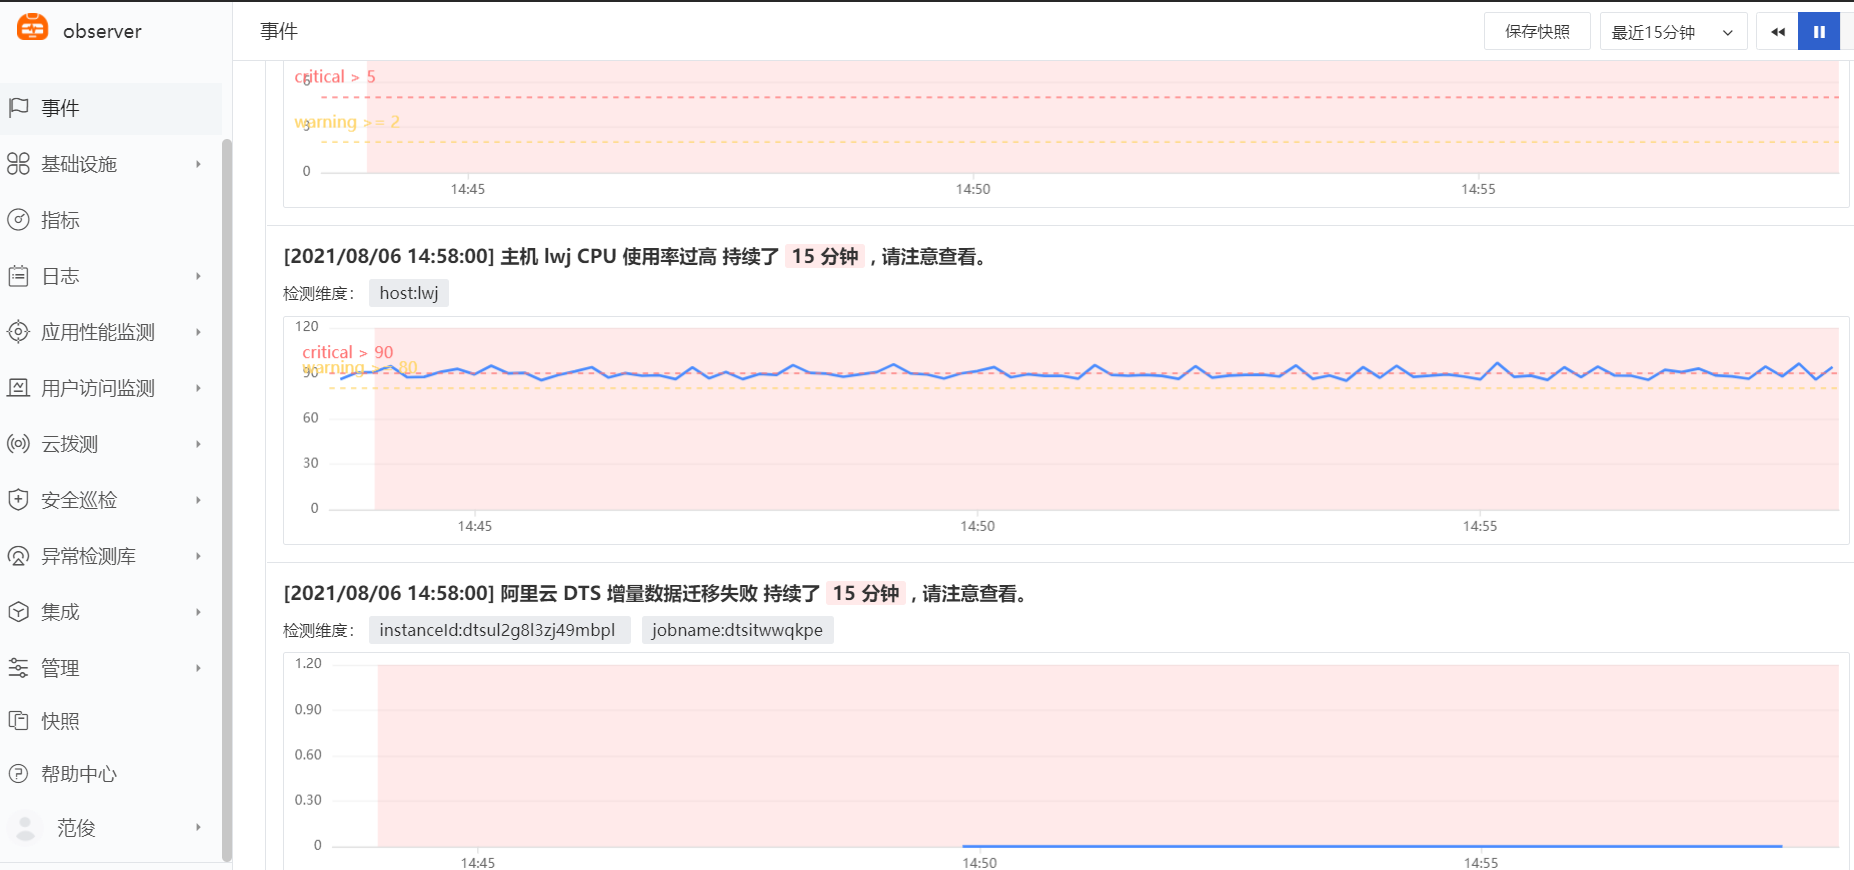 observer
事件
保存快照
最近15分钟
事件
基础设施
指标
日志
应用性能监测
用户访问监测
云拨测
安全巡检
异常检测库
集成
管理
快照
帮助中心
范俊
critical > 5
6
warning >= 2
3
0
14:45 14:50 14:55
[2021/08/06 14:58:00] 主机 lwj CPU 使用率过高 持续了 15 分钟 , 请注意查看。
检测维度： host:lwj
120
critical > 90
warning >= 80
90
60
30
0
14:45 14:50 14:55
[2021/08/06 14:58:00] 阿里云 DTS 增量数据迁移失败 持续了 15 分钟 , 请注意查看。
检测维度： instanceId:dtsul2g8l3zj49mbpl jobname:dtsitwwqkpe
1.20
0.90
0.60
0.30
0
14:45 14:50 14:55